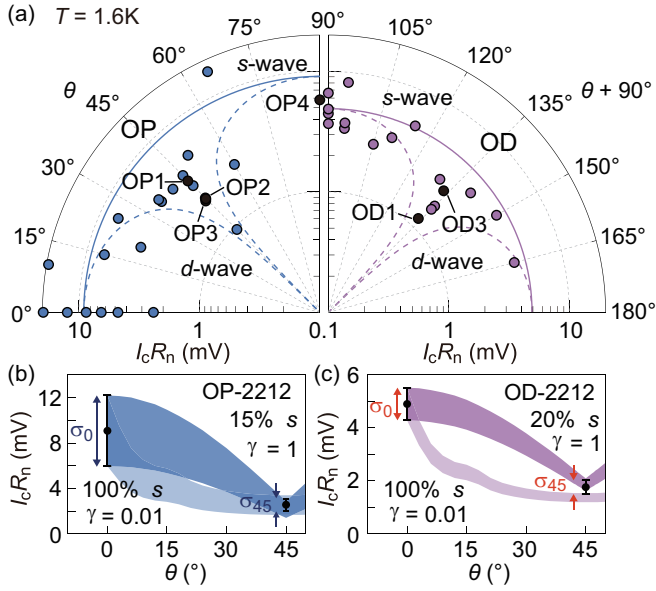 (a) T = 1.6K
90°
75°
105°
60°
120°
θ
45°
θ + 90°
135°
30°
150°
15°
165°
0°
180°
s-wave
s-wave
OP
OD
OP4
OP1
OP2
OP3
OD1
OD3
d-wave
d-wave
10 1 0.1 1 10
IcRn (mV) IcRn (mV)
(b)
OP-2212
15% s
γ = 1
σ0
σ45
100% s
γ = 0.01
IcRn (mV)
12
8
4
0
0 15 30 45
θ (°)
(c)
OD-2212
20% s
γ = 1
σ0
σ45
100% s
γ = 0.01
IcRn (mV)
6
4
2
0
0 15 30 45
θ (°)